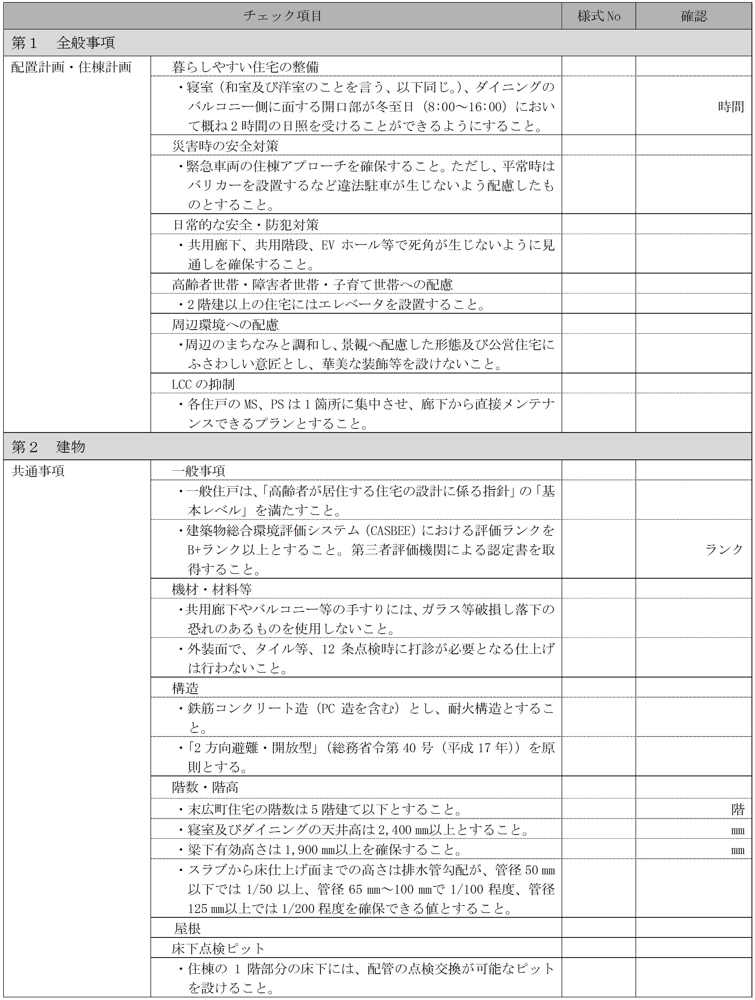 チェック項目 様式No 確認
第１ 全般事項
配置計画・住棟計画 暮らしやすい住宅の整備
・寝室（和室及び洋室のことを言う、以下同じ。）、ダイニングの
バルコニー側に面する開口部が冬至日（8:00～16:00）におい
て概ね2時間の日照を受けることができるようにすること。
時間
災害時の安全対策
・緊急車両の住棟アプローチを確保すること。ただし、平常時は
バリカーを設置するなど違法駐車が生じないよう配慮したも
のとすること。
日常的な安全・防犯対策
・共用廊下、共用階段、EV ホール等で死角が生じないように見
通しを確保すること。
高齢者世帯・障害者世帯・子育て世帯への配慮
・2階建以上の住宅にはエレベータを設置すること。
周辺環境への配慮
・周辺のまちなみと調和し、景観へ配慮した形態及び公営住宅に
ふさわしい意匠とし、華美な装飾等を設けないこと。
LCCの抑制
・各住戸のMS、PSは1箇所に集中させ、廊下から直接メンテナ
ンスできるプランとすること。
第２ 建物
共通事項 一般事項
・一般住戸は、「高齢者が居住する住宅の設計に係る指針」の「基
本レベル」を満たすこと。
・建築物総合環境評価システム（CASBEE）における評価ランクを
B+ランク以上とすること。第三者評価機関による認定書を取
得すること。
ランク
機材・材料等
・共用廊下やバルコニー等の手すりには、ガラス等破損し落下の
恐れのあるものを使用しないこと。
・外装面で、タイル等、12 条点検時に打診が必要となる仕上げ
は行わないこと。
構造
・鉄筋コンクリート造（PC 造を含む）とし、耐火構造とするこ
と。
・「2 方向避難・開放型」（総務省令第 40 号（平成 17 年））を原
則とする。
階数・階高
・末広町住宅の階数は5階建て以下とすること。 階
・寝室及びダイニングの天井高は2,400㎜以上とすること。 ㎜
・梁下有効高さは1,900㎜以上を確保すること。 ㎜
・スラブから床仕上げ面までの高さは排水管勾配が、管径50㎜
以下では 1/50 以上、管径 65 ㎜～100 ㎜で 1/100 程度、管径
125㎜以上では1/200程度を確保できる値とすること。
屋根
床下点検ピット
・住棟の 1 階部分の床下には、配管の点検交換が可能なピット
を設けること。